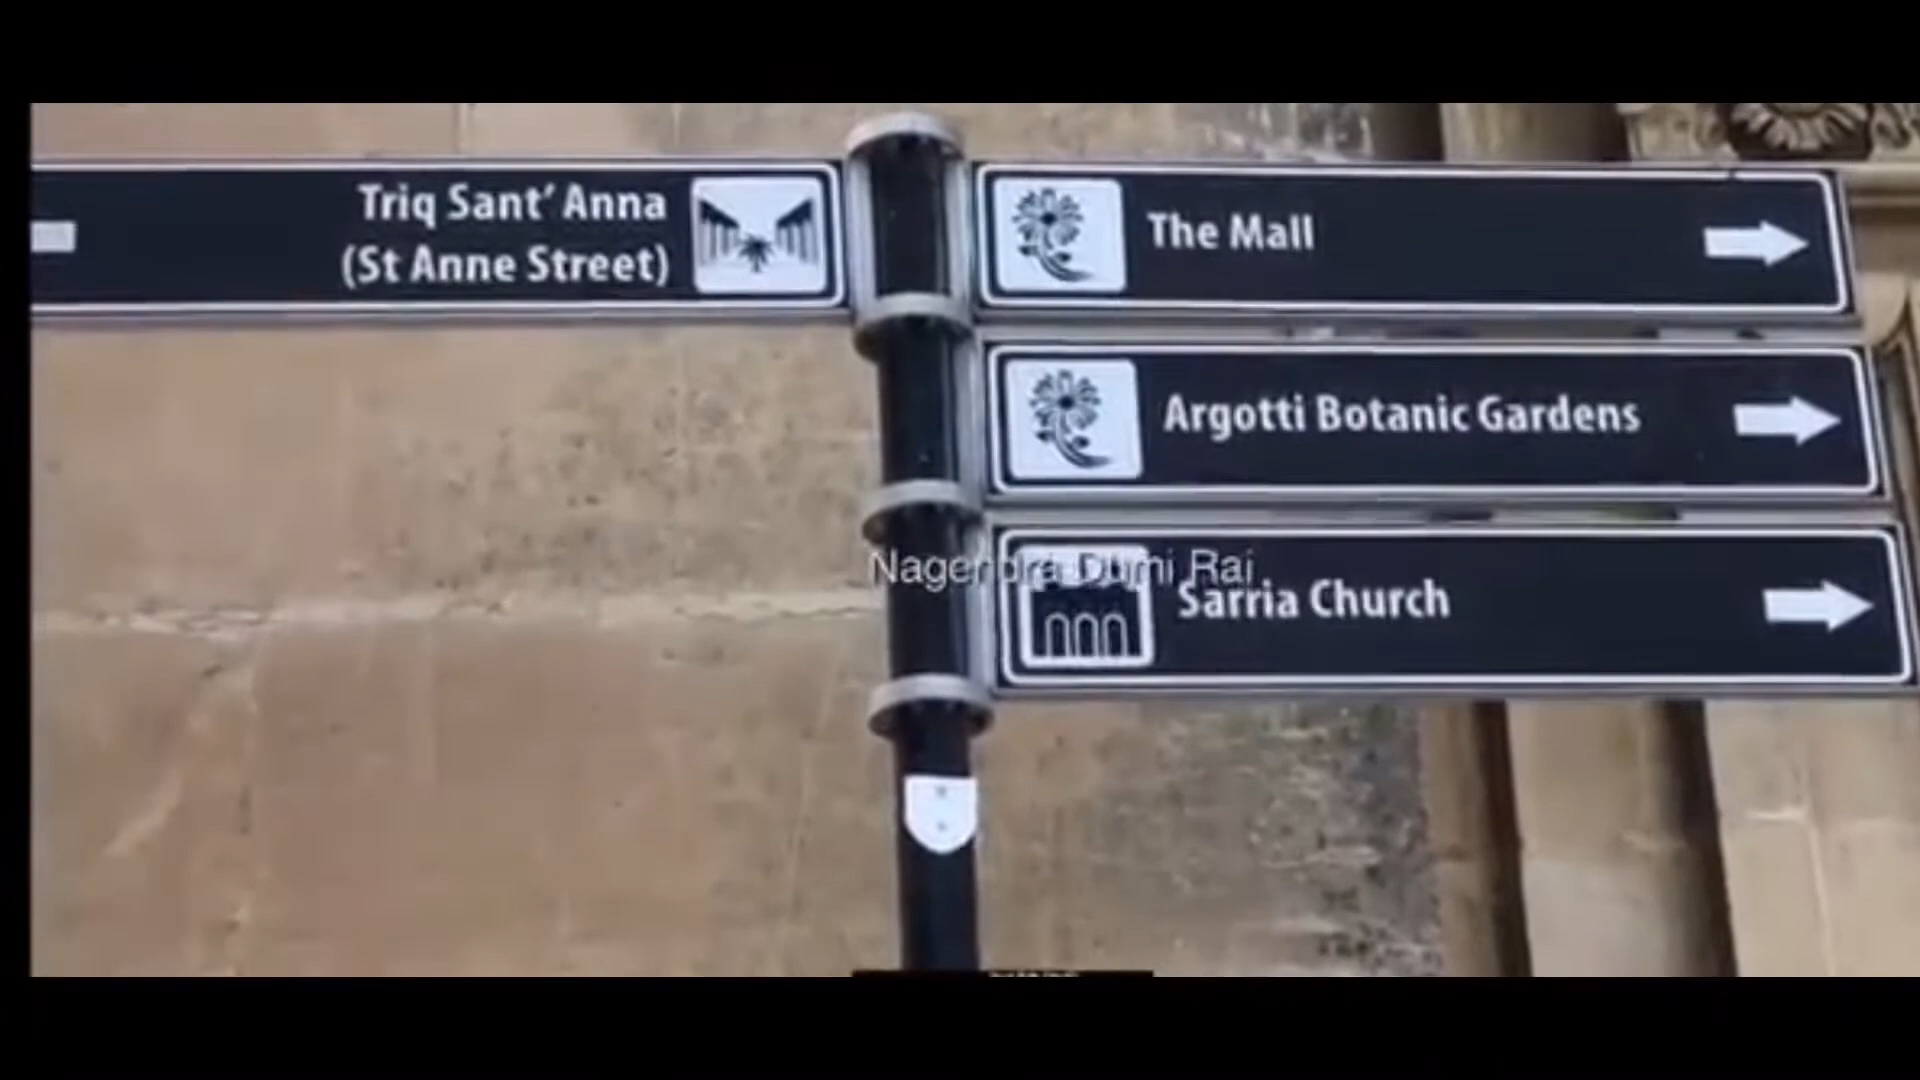 Triq Sant' Anna
(St Anne Street)
The Mall
Argotti Botanic Gardens
Nagendra Dumi Rai
Sarria Church